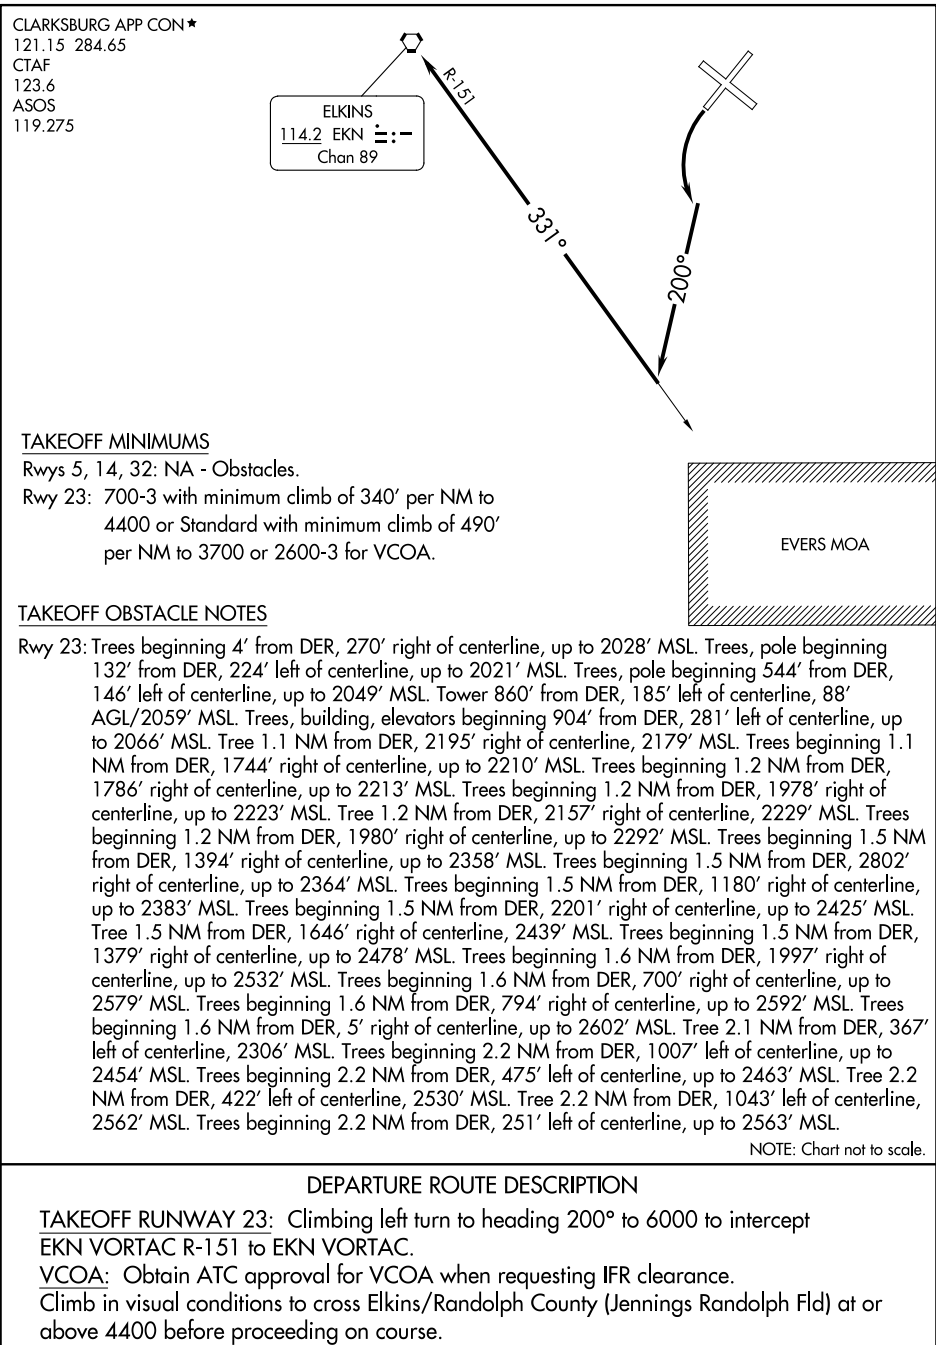 CLARKSBURG APP CON★
121.15 284.65
CTAF
123.6
ASOS
119.275
R-151
ELKINS
114.2 EKN
Chan 89
331°
200°
TAKEOFF MINIMUMS
Rwys 5, 14, 32: NA - Obstacles.
Rwy 23: 700-3 with minimum climb of 340′ per NM to
4400 or Standard with minimum climb of 490′
per NM to 3700 or 2600-3 for VCOA.
EVERS MOA
TAKEOFF OBSTACLE NOTES
Rwy 23: Trees beginning 4′ from DER, 270′ right of centerline, up to 2028′ MSL. Trees, pole beginning
132′ from DER, 224′ left of centerline, up to 2021′ MSL. Trees, pole beginning 544′ from DER,
146′ left of centerline, up to 2049′ MSL. Tower 860′ from DER, 185′ left of centerline, 88′
AGL/2059′ MSL. Trees, building, elevators beginning 904′ from DER, 281′ left of centerline, up
to 2066′ MSL. Tree 1.1 NM from DER, 2195′ right of centerline, 2179′ MSL. Trees beginning 1.1
NM from DER, 1744′ right of centerline, up to 2210′ MSL. Trees beginning 1.2 NM from DER,
1786′ right of centerline, up to 2213′ MSL. Trees beginning 1.2 NM from DER, 1978′ right of
centerline, up to 2223′ MSL. Tree 1.2 NM from DER, 2157′ right of centerline, 2229′ MSL. Trees
beginning 1.2 NM from DER, 1980′ right of centerline, up to 2292′ MSL. Trees beginning 1.5 NM
from DER, 1394′ right of centerline, up to 2358′ MSL. Trees beginning 1.5 NM from DER, 2802′
right of centerline, up to 2364′ MSL. Trees beginning 1.5 NM from DER, 1180′ right of centerline,
up to 2383′ MSL. Trees beginning 1.5 NM from DER, 2201′ right of centerline, up to 2425′ MSL.
Tree 1.5 NM from DER, 1646′ right of centerline, 2439′ MSL. Trees beginning 1.5 NM from DER,
1379′ right of centerline, up to 2478′ MSL. Trees beginning 1.6 NM from DER, 1997′ right of
centerline, up to 2532′ MSL. Trees beginning 1.6 NM from DER, 700′ right of centerline, up to
2579′ MSL. Trees beginning 1.6 NM from DER, 794′ right of centerline, up to 2592′ MSL. Trees
beginning 1.6 NM from DER, 5′ right of centerline, up to 2602′ MSL. Tree 2.1 NM from DER, 367′
left of centerline, 2306′ MSL. Trees beginning 2.2 NM from DER, 1007′ left of centerline, up to
2454′ MSL. Trees beginning 2.2 NM from DER, 475′ left of centerline, up to 2463′ MSL. Tree 2.2
NM from DER, 422′ left of centerline, 2530′ MSL. Tree 2.2 NM from DER, 1043′ left of centerline,
2562′ MSL. Trees beginning 2.2 NM from DER, 251′ left of centerline, up to 2563′ MSL.
NOTE: Chart not to scale.
DEPARTURE ROUTE DESCRIPTION
TAKEOFF RUNWAY 23: Climbing left turn to heading 200° to 6000 to intercept
EKN VORTAC R-151 to EKN VORTAC.
VCOA: Obtain ATC approval for VCOA when requesting IFR clearance.
Climb in visual conditions to cross Elkins/Randolph County (Jennings Randolph Fld) at or
above 4400 before proceeding on course.